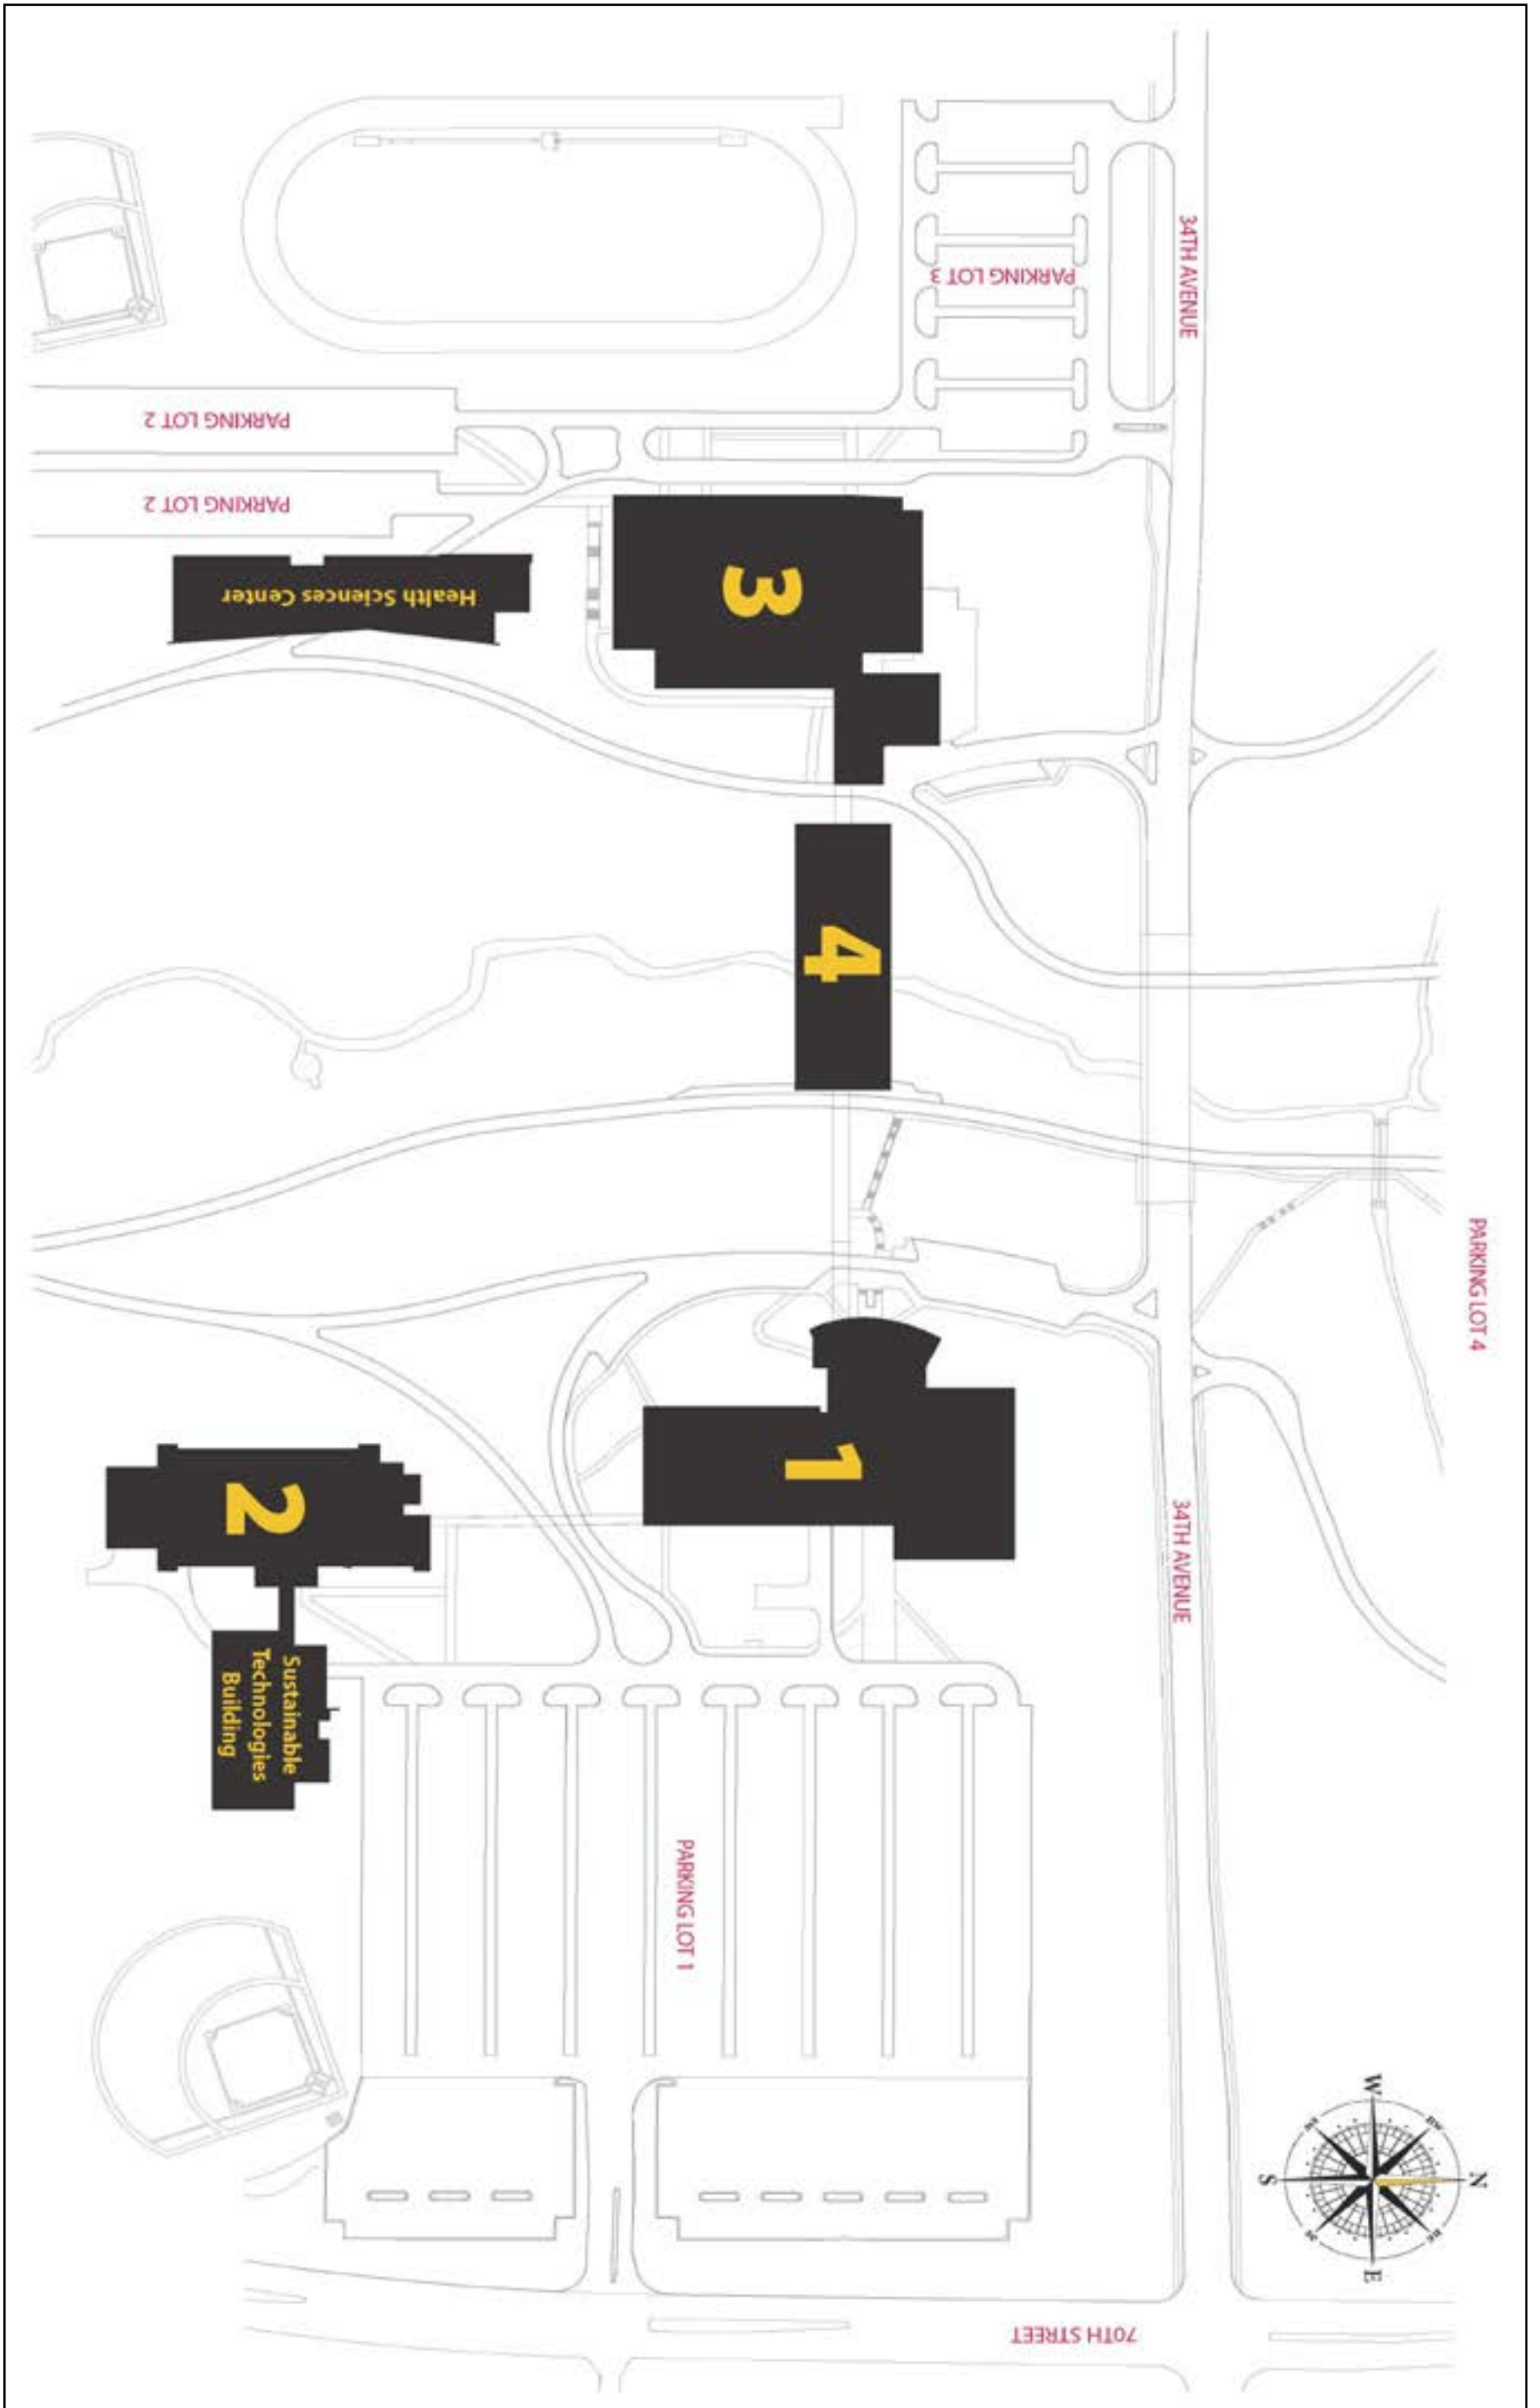 34TH AVENUE
PARKING LOT 3
PARKING LOT 2
PARKING LOT 2
Health Sciences Center
3
4
PARKING LOT 4
1
34TH AVENUE
2
Sustainable
Technologies
Building
PARKING LOT 1
W
N
S
E
70TH STREET